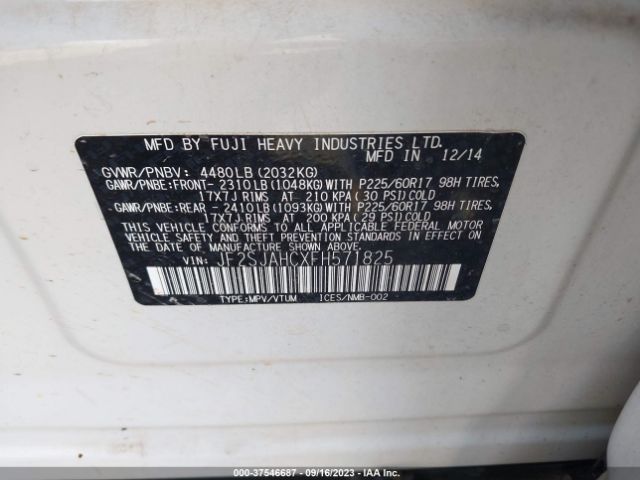 MFD BY FUJI HEAVY INDUSTRIES LTD.
MFD IN 12/14
GVWR/PNBV: 4480LB(2032KG)
GAWR/PNBE:FRONT- 2310LB(1048KG)WITH P225/60R17 98H TIRES,
17X7J RIMS AT 210 KPA(30 PSI)COLD
GAWR/PNBE:REAR - 2410LB(1093KG)WITH P225/60R17 98H TIRES,
17X7J RIMS AT 200 KPA(29 PSI)COLD
THIS VEHICLE CONFORMS TO ALL APPLICABLE FEDERAL MOTOR
VEHICLE SAFETY, BUMPER, AND THEFT PREVENTION STANDARDS
IN EFFECT ON THE DATE OF MANUFACTURE SHOWN ABOVE.
VIN: JF2SJAHCXFH571825
TYPE:MPV/VTUM ICES/NMB-002
000-37546687 - 09/16/2023 - IAA Inc.